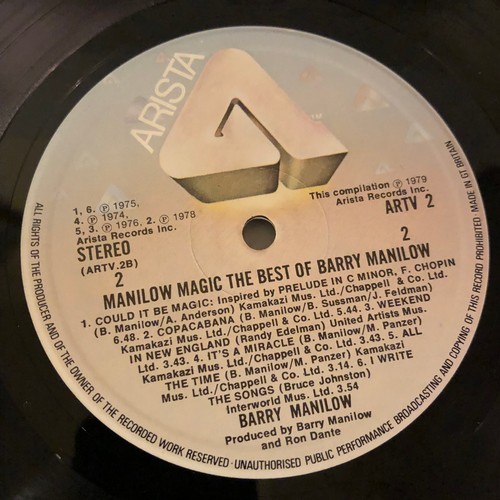 ARISTA
TM
1, 6. Ⓟ 1975,
4. Ⓟ 1974,
5, 3. Ⓟ 1976, 2. Ⓟ 1978
Arista Records Inc.
STEREO
(ARTV.2B)
2
This compilation Ⓟ 1979
Arista Records Inc.
ARTV 2
2
MANILOW MAGIC THE BEST OF BARRY MANILOW
1. COULD IT BE MAGIC: Inspired by PRELUDE IN C MINOR, F. CHOPIN
(B. Manilow/A. Anderson) Kamakazi Mus. Ltd./Chappell & Co. Ltd.
6.48. 2. COPACABANA (B. Manilow/B. Sussman/J. Feldman)
Kamakazi Mus. Ltd./Chappell & Co. Ltd. 5.44. 3. WEEKEND
IN NEW ENGLAND (Randy Edelman) United Artists Mus.
Ltd. 3.43. 4. IT'S A MIRACLE (B. Manilow/M. Panzer)
Kamakazi Mus. Ltd./Chappell & Co. Ltd. 3.43. 5. ALL
THE TIME (B. Manilow/M. Panzer) Kamakazi
Mus. Ltd./Chappell & Co. Ltd. 3.14. 6. I WRITE
THE SONGS (Bruce Johnston)
Interworld Mus. Ltd. 3.54
BARRY MANILOW
Produced by Barry Manilow
and Ron Dante
ALL RIGHTS OF THE PRODUCER AND OF THE OWNER OF THE RECORDED WORK RESERVED · UNAUTHORISED PUBLIC PERFORMANCE BROADCASTING AND COPYING OF THIS RECORD PROHIBITED MADE IN GT BRITAIN